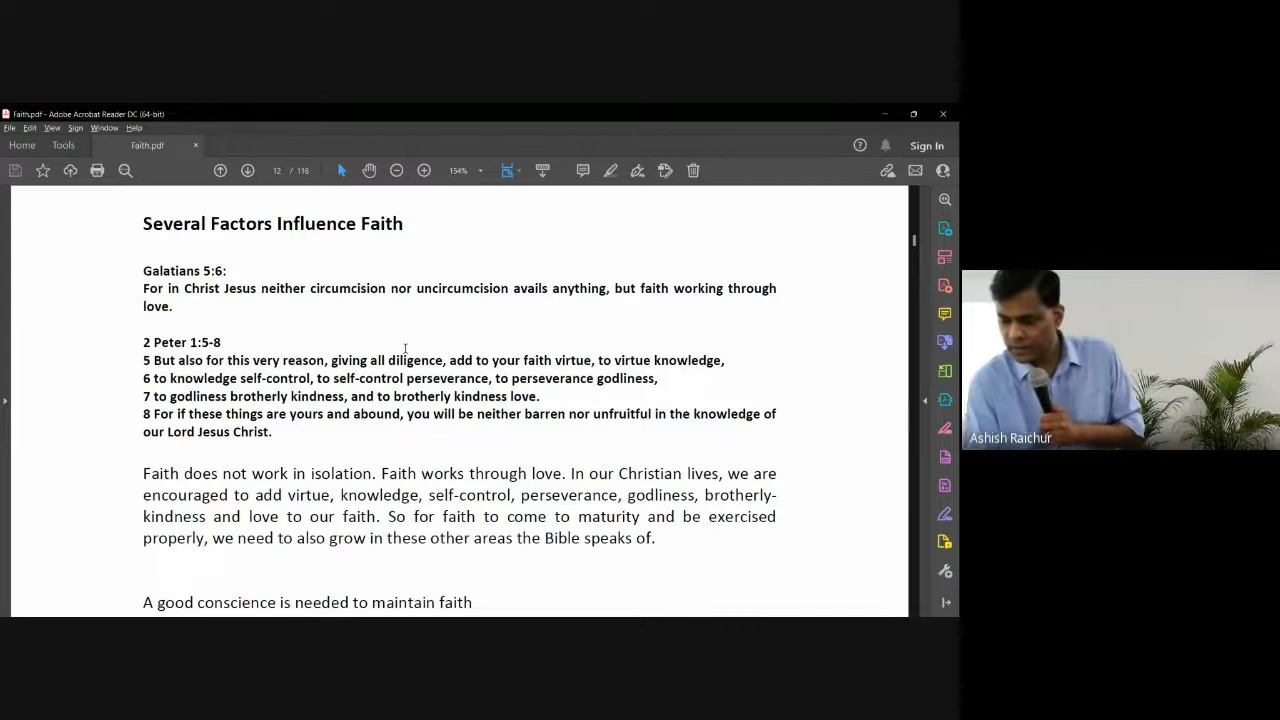 Faith.pdf - Adobe Acrobat Reader DC (64-bit)
File Edit View Sign Window Help
Home Tools Faith.pdf × Sign In
12 / 116 154%
Several Factors Influence Faith
Galatians 5:6:
For in Christ Jesus neither circumcision nor uncircumcision avails anything, but faith working through
love.
2 Peter 1:5-8
5 But also for this very reason, giving all diligence, add to your faith virtue, to virtue knowledge,
6 to knowledge self-control, to self-control perseverance, to perseverance godliness,
7 to godliness brotherly kindness, and to brotherly kindness love.
8 For if these things are yours and abound, you will be neither barren nor unfruitful in the knowledge of
our Lord Jesus Christ.
Faith does not work in isolation. Faith works through love. In our Christian lives, we are
encouraged to add virtue, knowledge, self-control, perseverance, godliness, brotherly-
kindness and love to our faith. So for faith to come to maturity and be exercised
properly, we need to also grow in these other areas the Bible speaks of.
A good conscience is needed to maintain faith
Ashish Raichur